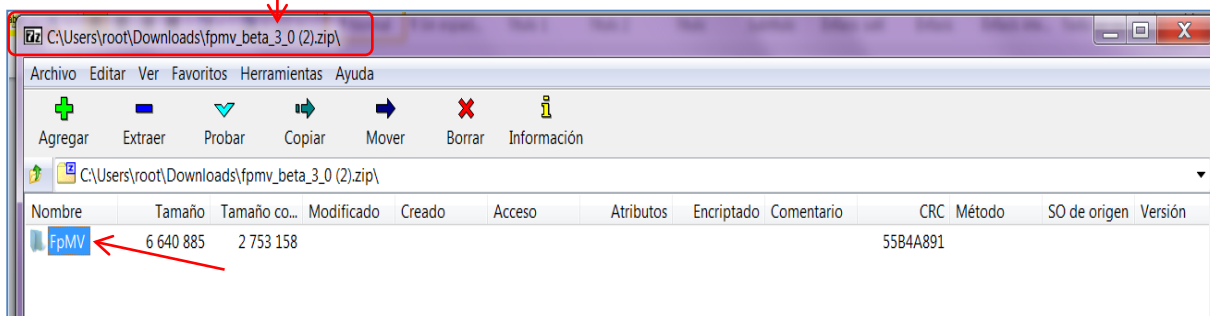 C:\Users\root\Downloads\fpmv_beta_3_0 (2).zip\
Archivo Editar Ver Favoritos Herramientas Ayuda
Agregar Extraer Probar Copiar Mover Borrar Información
C:\Users\root\Downloads\fpmv_beta_3_0 (2).zip\
Nombre Tamaño Tamaño co... Modificado Creado Acceso Atributos Encriptado Comentario CRC Método SO de origen Versión
FpMV 6 640 885 2 753 158 55B4A891